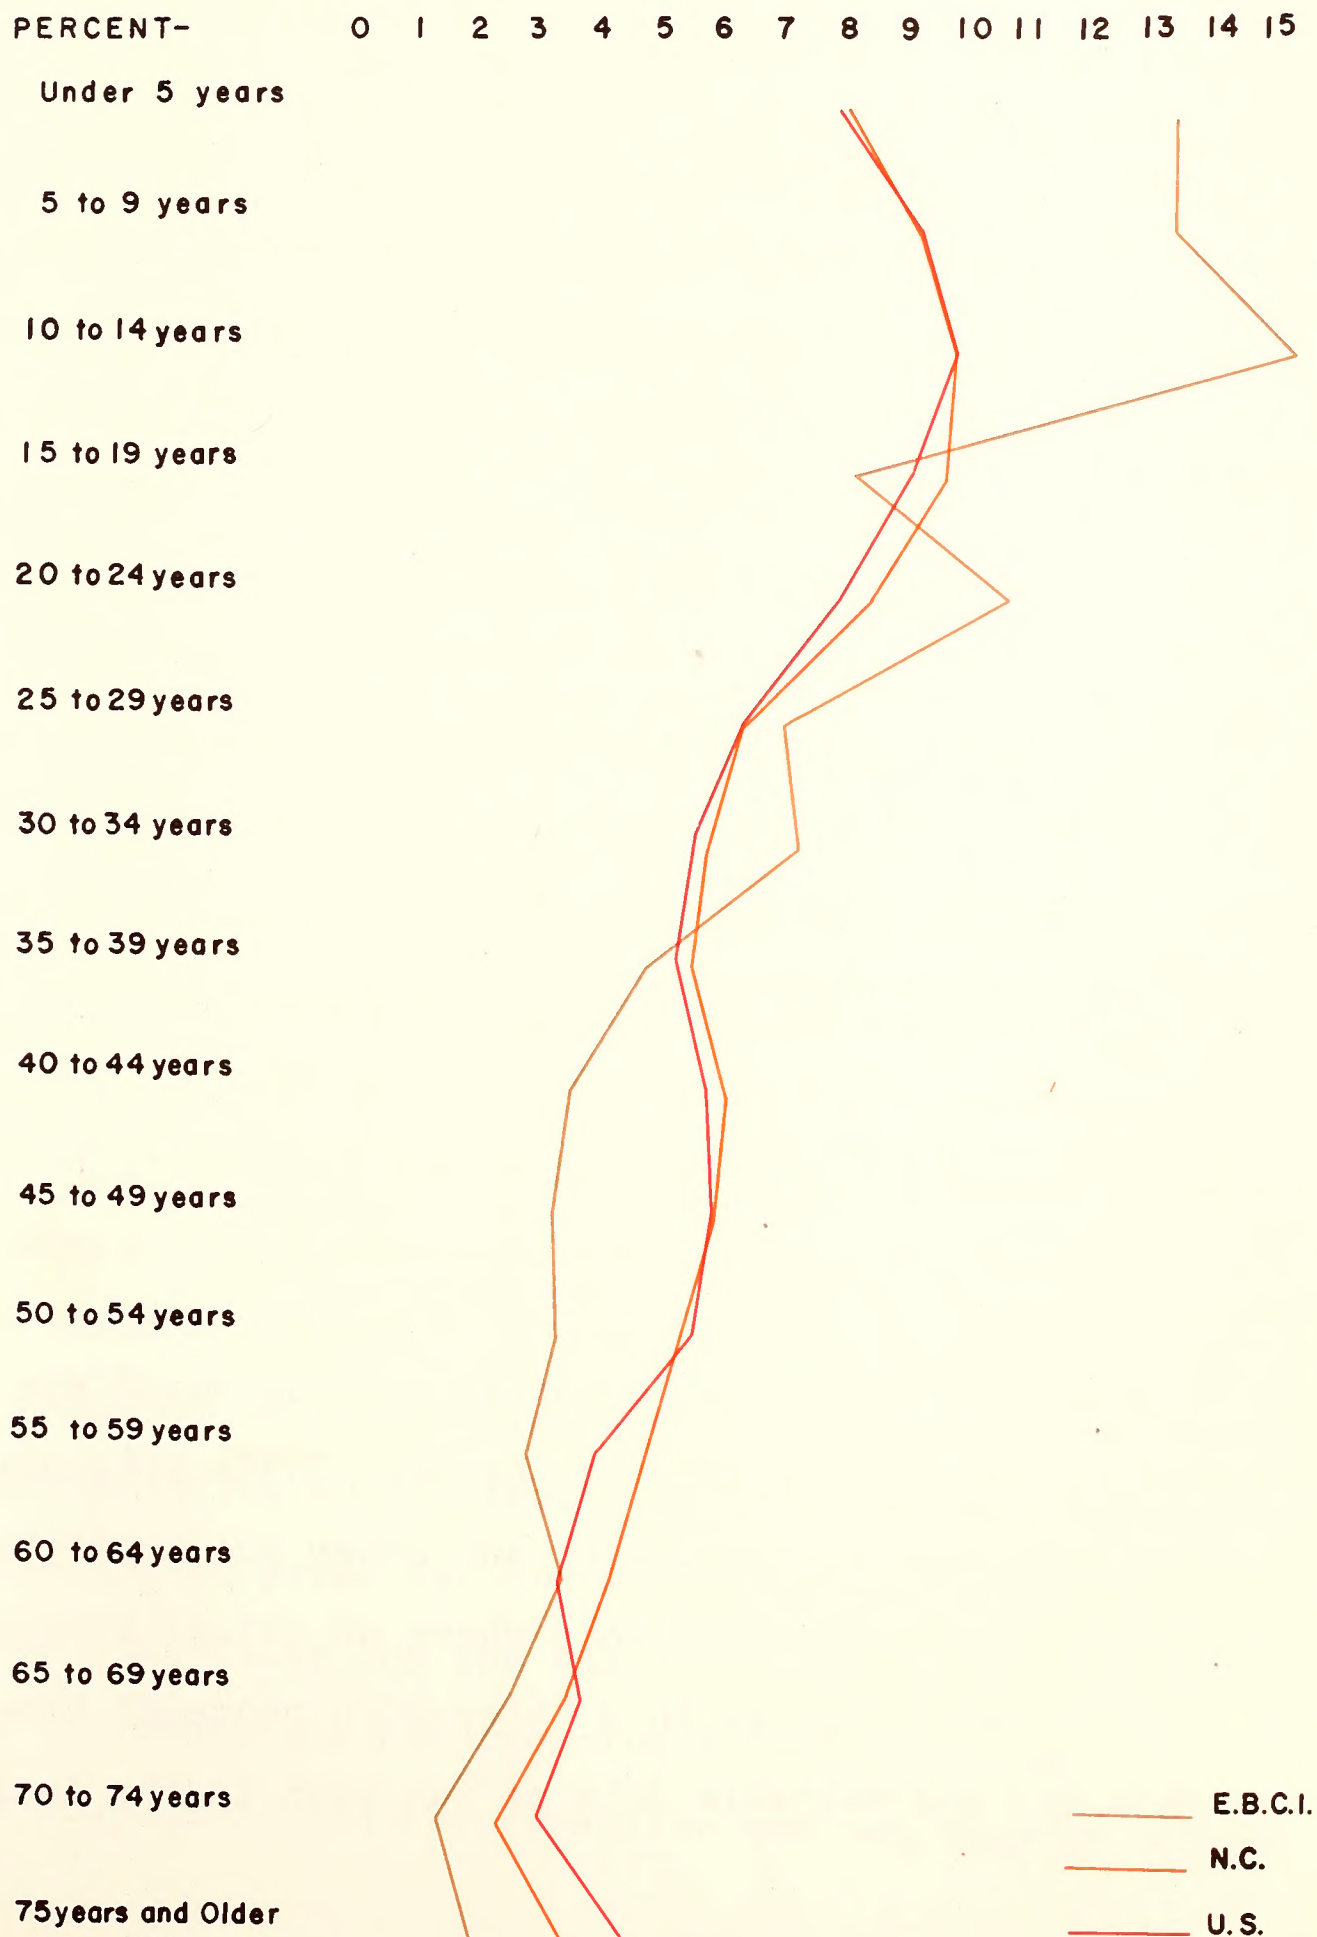 PERCENT- 0 1 2 3 4 5 6 7 8 9 10 11 12 13 14 15
Under 5 years
5 to 9 years
10 to 14 years
15 to 19 years
20 to 24 years
25 to 29 years
30 to 34 years
35 to 39 years
40 to 44 years
45 to 49 years
50 to 54 years
55 to 59 years
60 to 64 years
65 to 69 years
70 to 74 years
E.B.C.I.
N.C.
75 years and Older
U.S.